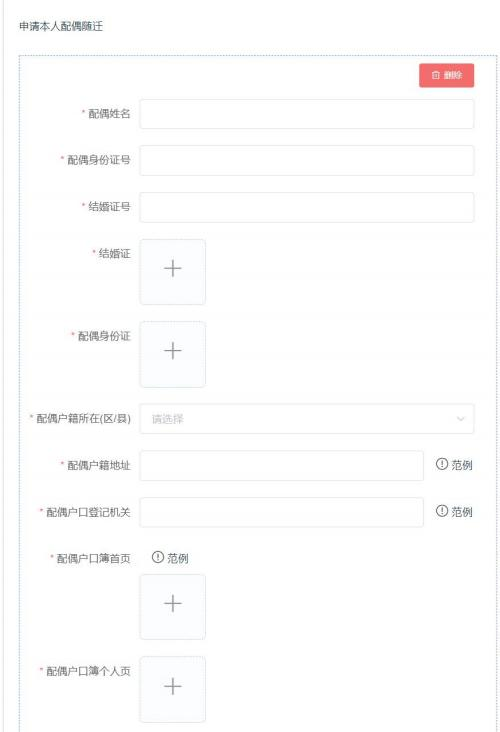 申请本人配偶随迁
删除
* 配偶姓名
* 配偶身份证号
* 结婚证号
* 结婚证
* 配偶身份证
* 配偶户籍所在(区/县) 请选择
* 配偶户籍地址 范例
* 配偶户口登记机关 范例
* 配偶户口簿首页 范例
* 配偶户口簿个人页